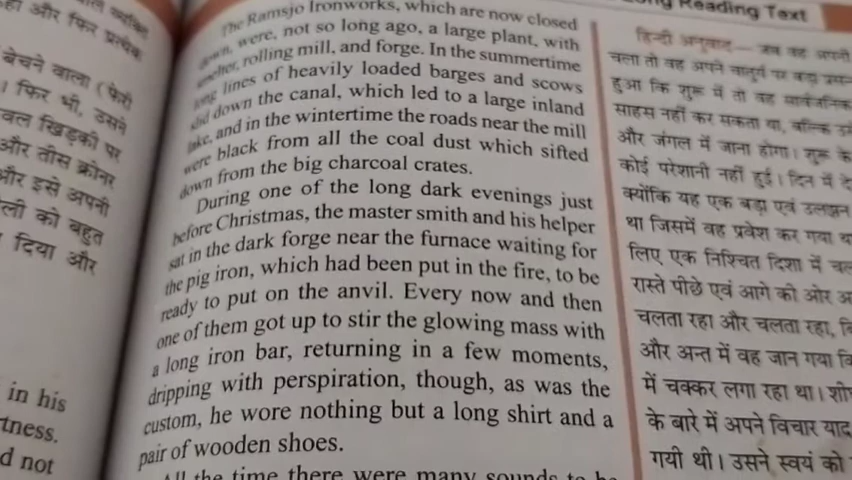 ong Reading Text
The Ramsjo Ironworks, which are now closed
down, were, not so long ago, a large plant, with
smelter, rolling mill, and forge. In the summertime
long lines of heavily loaded barges and scows
slid down the canal, which led to a large inland
lake, and in the wintertime the roads near the mill
were black from all the coal dust which sifted
down from the big charcoal crates.
During one of the long dark evenings just
before Christmas, the master smith and his helper
sat in the dark forge near the furnace waiting for
the pig iron, which had been put in the fire, to be
ready to put on the anvil. Every now and then
one of them got up to stir the glowing mass with
a long iron bar, returning in a few moments,
dripping with perspiration, though, as was the
custom, he wore nothing but a long shirt and a
pair of wooden shoes.
All the time there were many sounds to be
और फिर प्रत्येक
बेचने वाला (फेरी
। फिर भी, उसने
वल खिड़की पर
और तीस क्रोनर
और इसे अपनी
ली को बहुत
दिया और
in his
tness.
d not
हिन्दी अनुवाद— जब वह अपनी
चला तो वह अपने चातुर्य पर बड़ा
हुआ कि शुरू में तो वह सार्वजनिक
साहस नहीं कर सकता था, बल्कि
और जंगल में जाना होगा। शुरू के
कोई परेशानी नहीं हुई। दिन में
क्योंकि यह एक बड़ा एवं उलझन
था जिसमें वह प्रवेश कर गया
लिए एक निश्चित दिशा में चल
रास्ते पीछे एवं आगे की ओर
चलता रहा और चलता रहा,
और अन्त में वह जान गया कि
में चक्कर लगा रहा था।
के बारे में अपने विचार याद
गयी थी। उसने स्वयं को